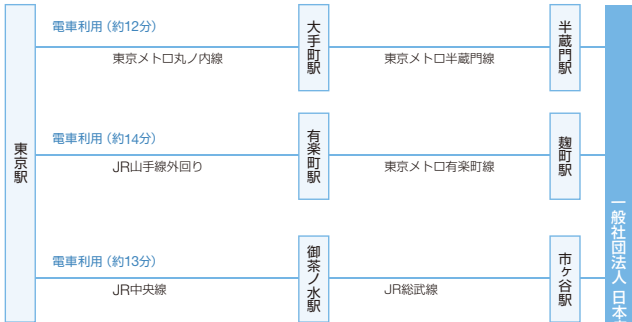 東京駅
電車利用（約12分）
東京メトロ丸ノ内線
大手町駅
東京メトロ半蔵門線
半蔵門駅
電車利用（約14分）
JR山手線外回り
有楽町駅
東京メトロ有楽町線
麹町駅
電車利用（約13分）
JR中央線
御茶ノ水駅
JR総武線
市ヶ谷駅
一般社団法人 日本